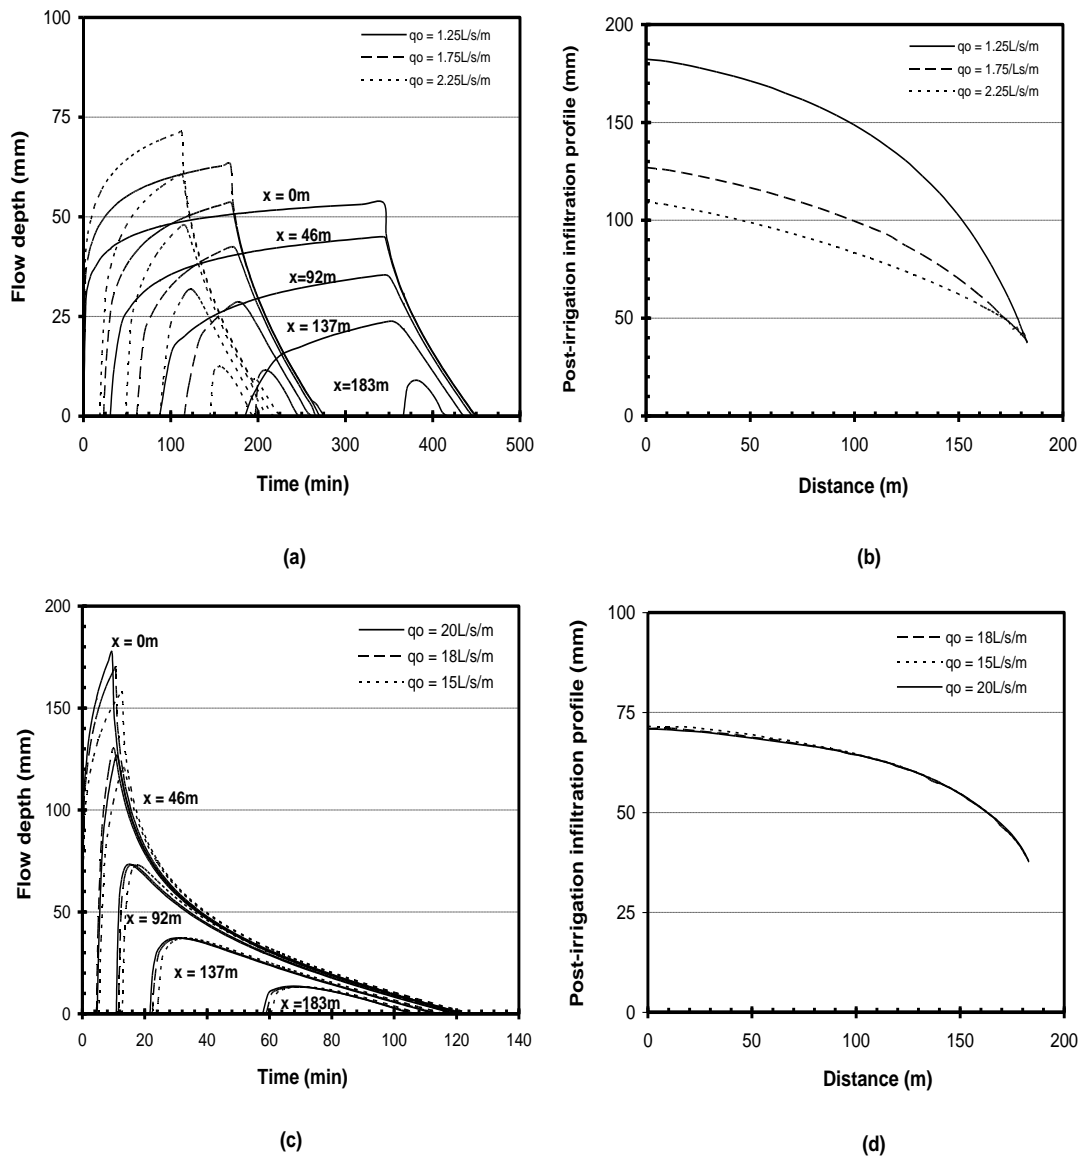 100
75
50
25
0
Flow depth (mm)
qo = 1.25L/s/m
qo = 1.75L/s/m
qo = 2.25L/s/m
x = 0m
x = 46m
x=92m
x = 137m
x=183m
0 100 200 300 400 500
Time (min)
(a)
200
150
100
50
0
Post-irrigation infiltration profile (mm)
qo = 1.25L/s/m
qo = 1.75/Ls/m
qo = 2.25L/s/m
0 50 100 150 200
Distance (m)
(b)
200
150
100
50
0
Flow depth (mm)
qo = 20L/s/m
qo = 18L/s/m
qo = 15L/s/m
x = 0m
x = 46m
x = 92m
x = 137m
x =183m
0 20 40 60 80 100 120 140
Time (min)
(c)
100
75
50
25
0
Post-irrigation infiltration profile (mm)
qo = 18L/s/m
qo = 15L/s/m
qo = 20L/s/m
0 50 100 150 200
Distance (m)
(d)